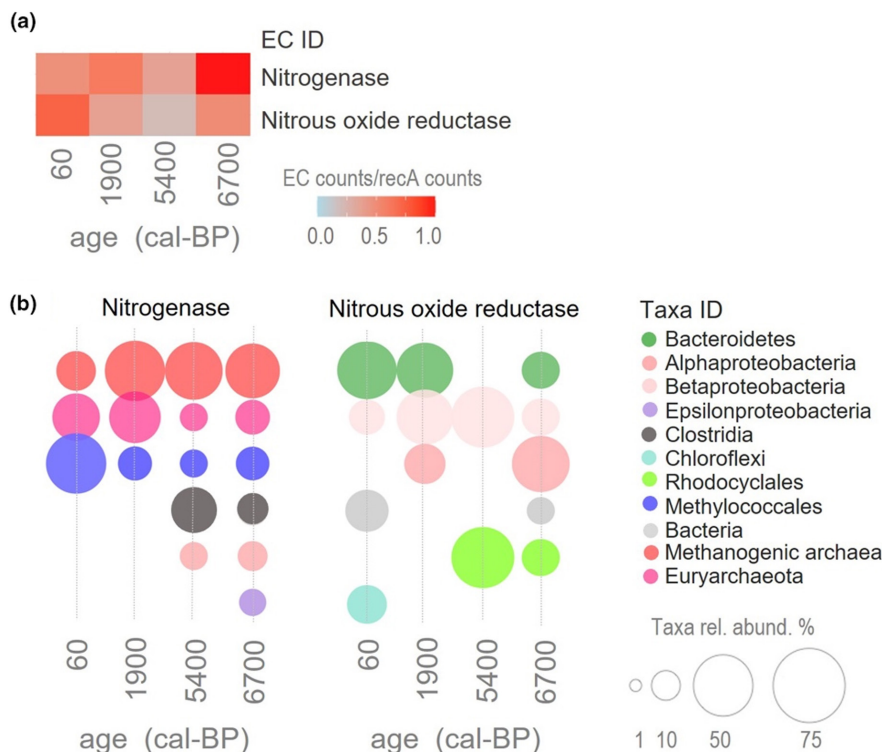 (a)
EC ID
Nitrogenase
Nitrous oxide reductase
60
1900
5400
6700
age (cal-BP)
EC counts/recA counts
0.0 0.5 1.0
(b)
Nitrogenase
Nitrous oxide reductase
60
1900
5400
6700
age (cal-BP)
60
1900
5400
6700
age (cal-BP)
Taxa ID
Bacteroidetes
Alphaproteobacteria
Betaproteobacteria
Epsilonproteobacteria
Clostridia
Chloroflexi
Rhodocyclales
Methylococcales
Bacteria
Methanogenic archaea
Euryarchaeota
Taxa rel. abund. %
1 10 50 75